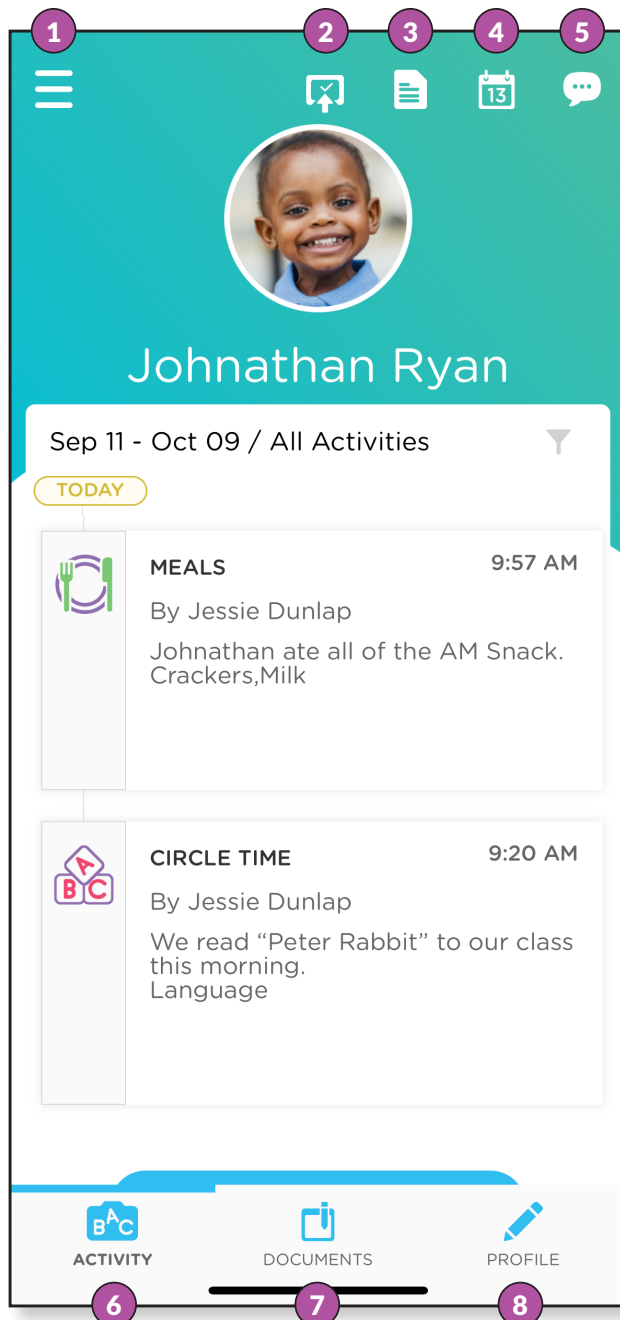 1 2 3 4 5
13
Johnathan Ryan
Sep 11 - Oct 09 / All Activities
TODAY
MEALS 9:57 AM
By Jessie Dunlap
Johnathan ate all of the AM Snack.
Crackers,Milk
A
B C
CIRCLE TIME 9:20 AM
By Jessie Dunlap
We read “Peter Rabbit” to our class
this morning.
Language
BAC
ACTIVITY DOCUMENTS PROFILE
6 7 8